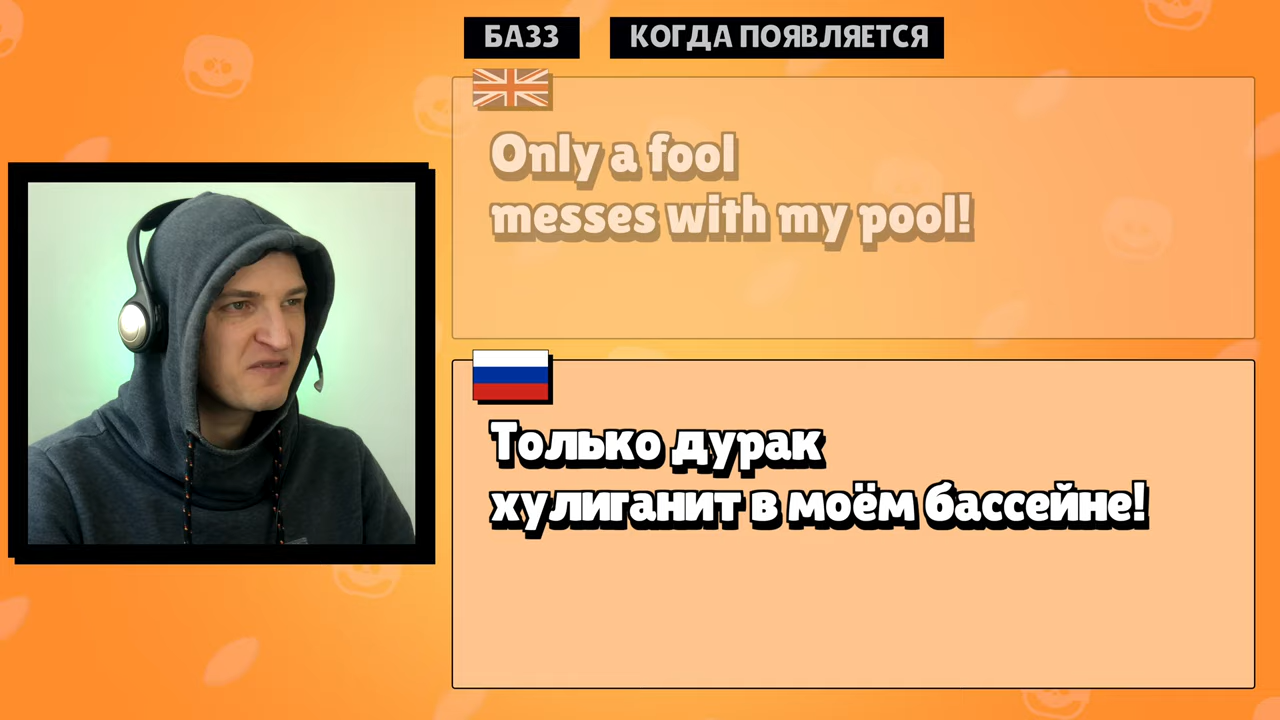 БАЗЗ
КОГДА ПОЯВЛЯЕТСЯ
Only a fool
messes with my pool!
Только дурак
хулиганит в моём бассейне!